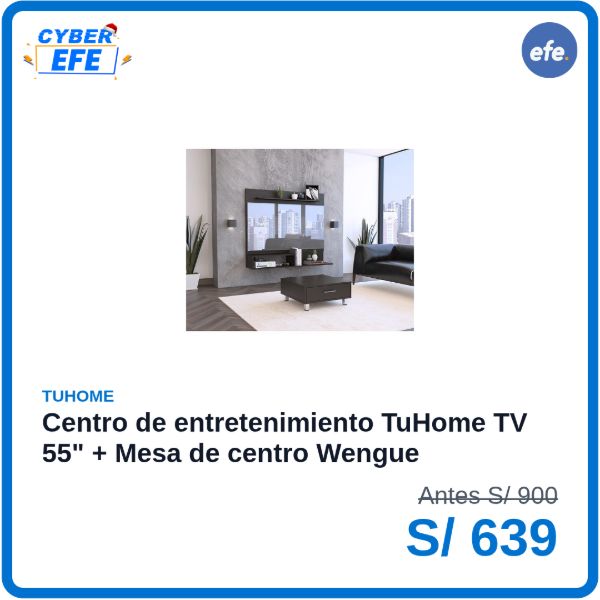 CYBER
EFE
efe.
TUHOME
Centro de entretenimiento TuHome TV
55" + Mesa de centro Wengue
Antes S/ 900
S/ 639